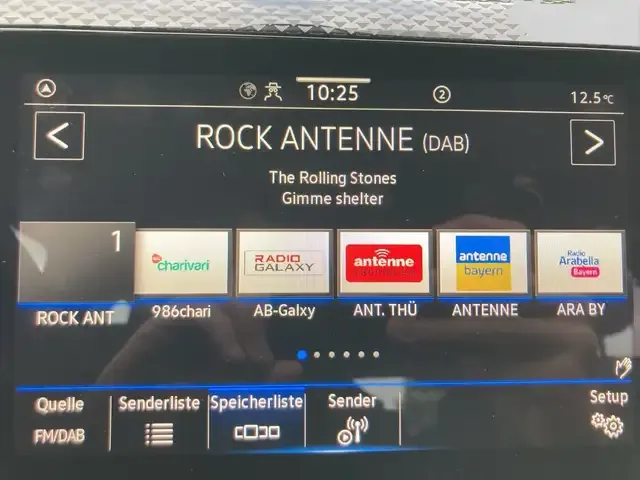 10:25
2
12.5°C
<
ROCK ANTENNE (DAB)
>
The Rolling Stones
Gimme shelter
1
charivari
RADIO GALAXY
antenne
antenne bayern
Radio Arabella Bayern
ROCK ANT
986chari
AB-Galxy
ANT. THÜ
ANTENNE
ARA BY
Quelle
FM/DAB
Senderliste
Speicherliste
Sender
Setup